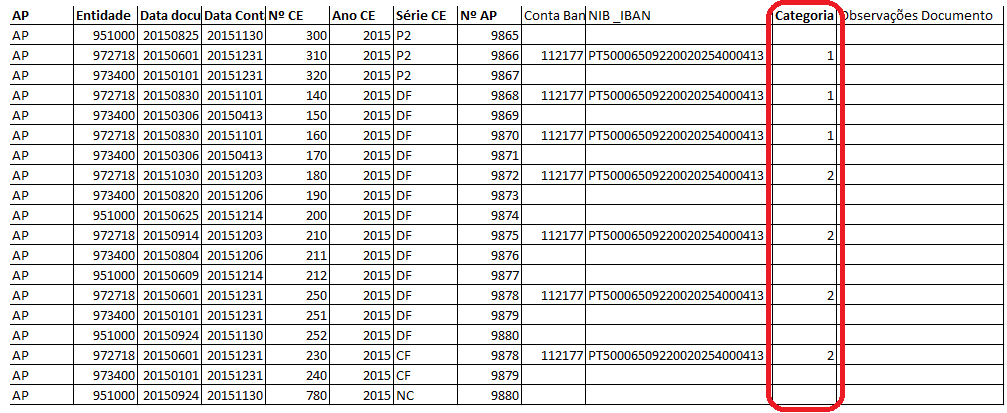 AP Entidade Data docu Data Cont Nº CE Ano CE Série CE Nº AP Conta Ban NIB _IBAN Categoria Observações Documento
AP 951000 20150825 20151130 300 2015 P2 9865
AP 972718 20150601 20151231 310 2015 P2 9866 112177 PT50006509220020254000413 1
AP 973400 20150101 20151231 320 2015 P2 9867
AP 972718 20150830 20151101 140 2015 DF 9868 112177 PT50006509220020254000413 1
AP 973400 20150306 20150413 150 2015 DF 9869
AP 972718 20150830 20151101 160 2015 DF 9870 112177 PT50006509220020254000413 1
AP 973400 20150306 20150413 170 2015 DF 9871
AP 972718 20151030 20151203 180 2015 DF 9872 112177 PT50006509220020254000413 2
AP 973400 20150820 20151206 190 2015 DF 9873
AP 951000 20150625 20151214 200 2015 DF 9874
AP 972718 20150914 20151203 210 2015 DF 9875 112177 PT50006509220020254000413 2
AP 973400 20150804 20151206 211 2015 DF 9876
AP 951000 20150609 20151214 212 2015 DF 9877
AP 972718 20150601 20151231 250 2015 DF 9878 112177 PT50006509220020254000413 2
AP 973400 20150101 20151231 251 2015 DF 9879
AP 951000 20150924 20151130 252 2015 DF 9880
AP 972718 20150601 20151231 230 2015 CF 9878 112177 PT50006509220020254000413 2
AP 973400 20150101 20151231 240 2015 CF 9879
AP 951000 20150924 20151130 780 2015 NC 9880